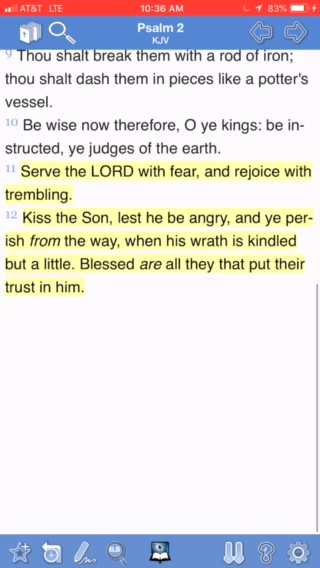 AT&T LTE 10:36 AM 83%
Psalm 2
KJV
9 Thou shalt break them with a rod of iron;
thou shalt dash them in pieces like a potter's
vessel.
10 Be wise now therefore, O ye kings: be in-
structed, ye judges of the earth.
11 Serve the LORD with fear, and rejoice with
trembling.
12 Kiss the Son, lest he be angry, and ye per-
ish from the way, when his wrath is kindled
but a little. Blessed are all they that put their
trust in him.